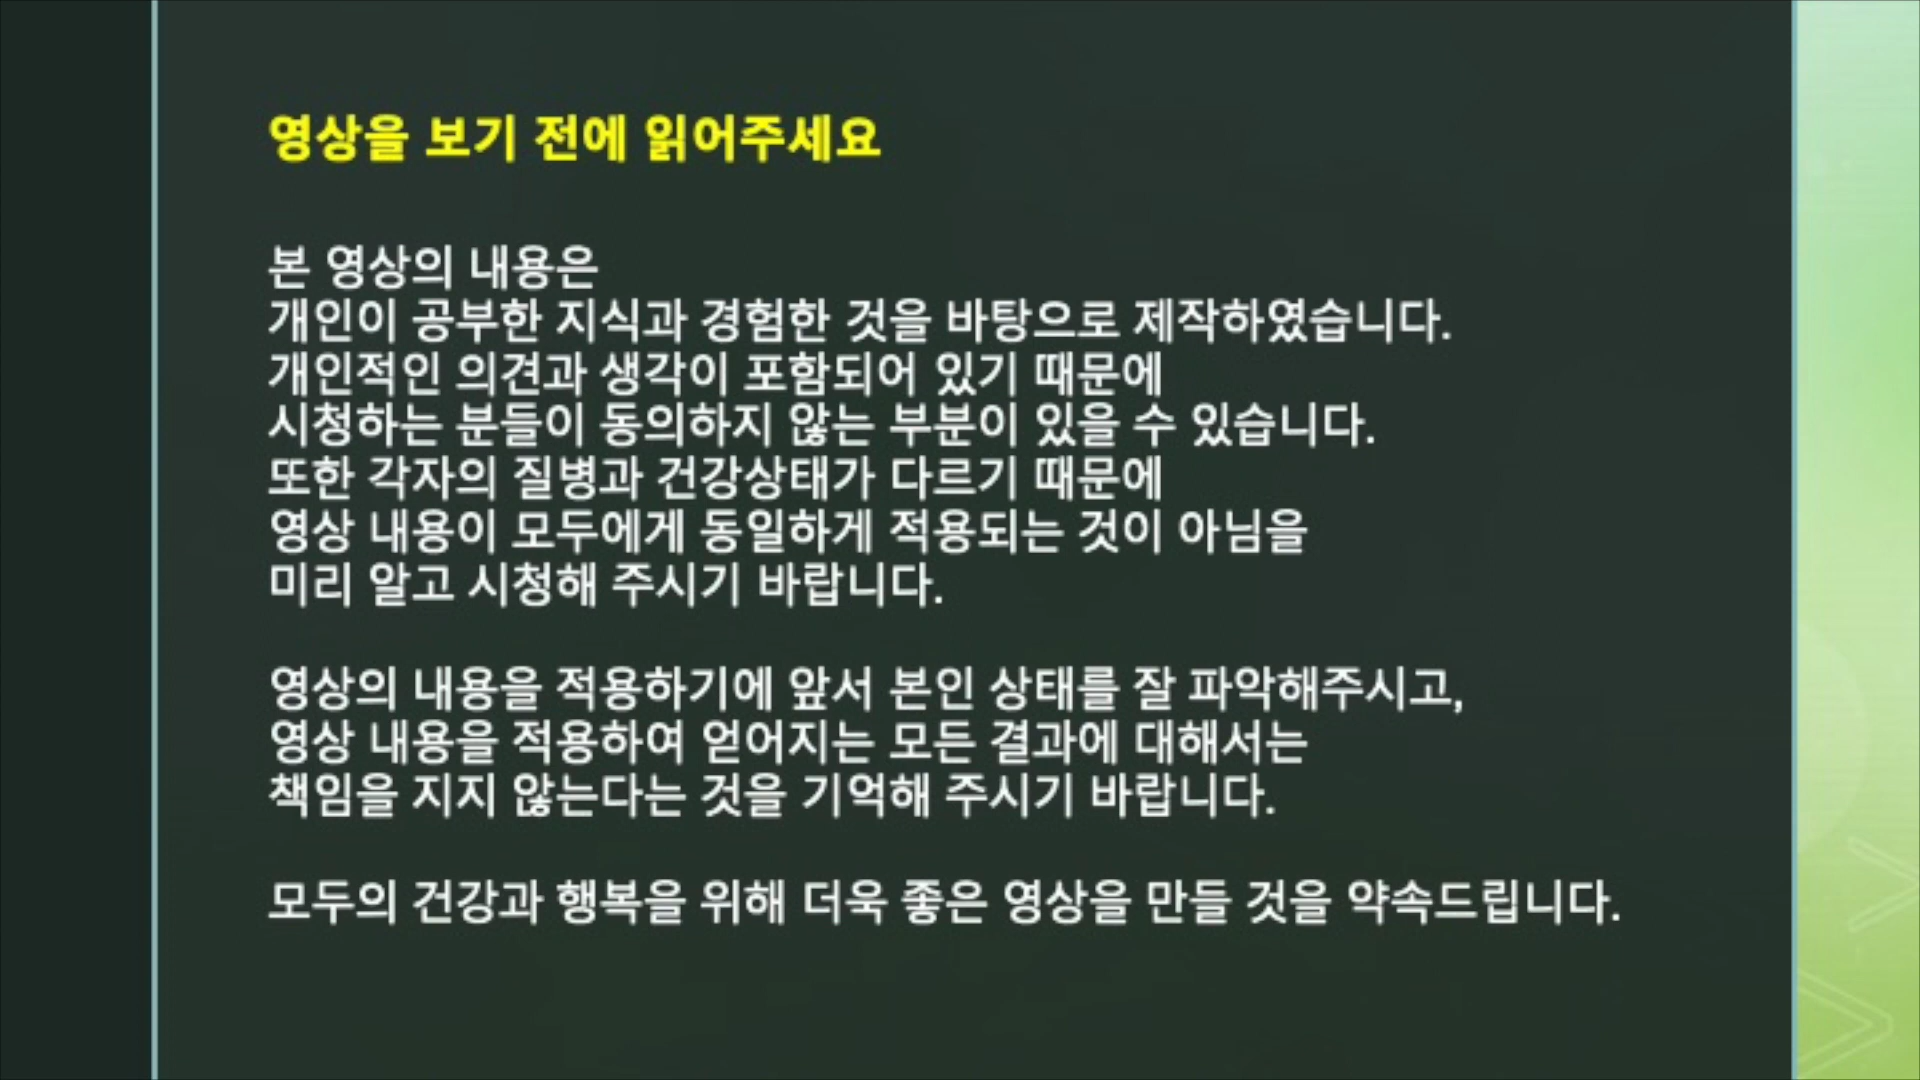 영상을 보기 전에 읽어주세요
본 영상의 내용은
개인이 공부한 지식과 경험한 것을 바탕으로 제작하였습니다.
개인적인 의견과 생각이 포함되어 있기 때문에
시청하는 분들이 동의하지 않는 부분이 있을 수 있습니다.
또한 각자의 질병과 건강상태가 다르기 때문에
영상 내용이 모두에게 동일하게 적용되는 것이 아님을
미리 알고 시청해 주시기 바랍니다.
영상의 내용을 적용하기에 앞서 본인 상태를 잘 파악해주시고,
영상 내용을 적용하여 얻어지는 모든 결과에 대해서는
책임을 지지 않는다는 것을 기억해 주시기 바랍니다.
모두의 건강과 행복을 위해 더욱 좋은 영상을 만들 것을 약속드립니다.